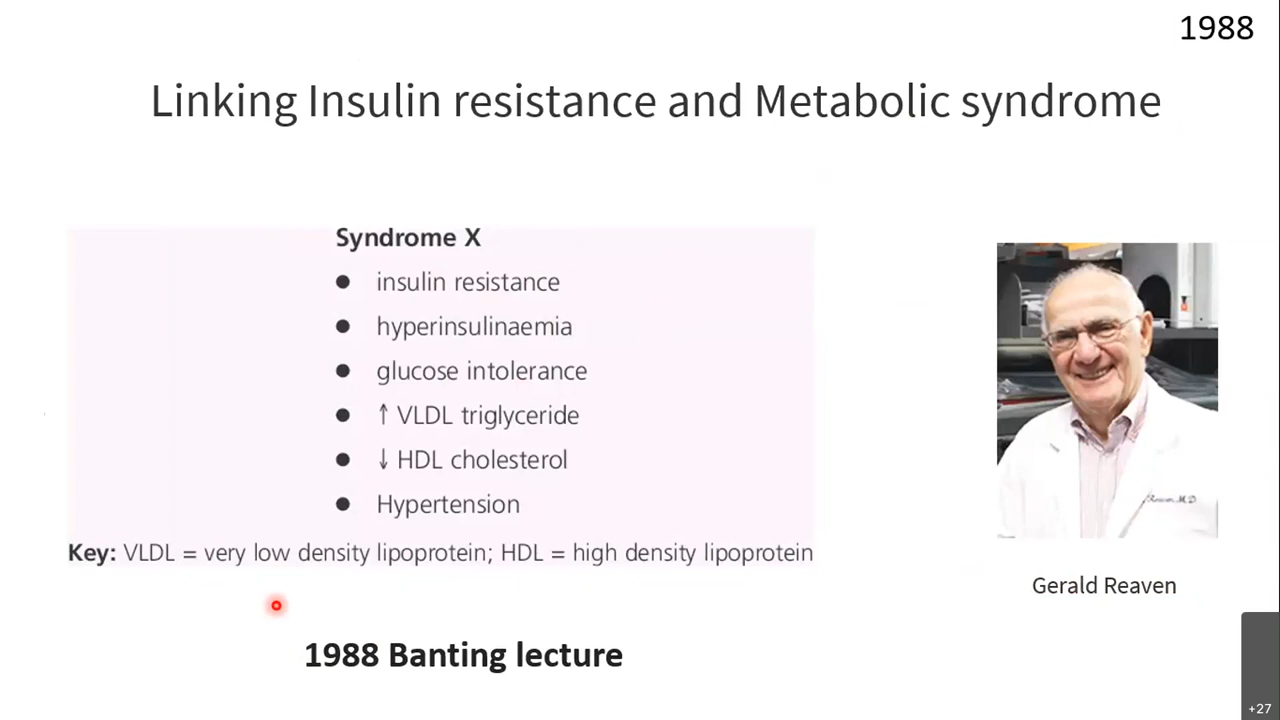 1988
Linking Insulin resistance and Metabolic syndrome
Syndrome X
● insulin resistance
● hyperinsulinaemia
● glucose intolerance
● ↑ VLDL triglyceride
● ↓ HDL cholesterol
● Hypertension
Key: VLDL = very low density lipoprotein; HDL = high density lipoprotein
Reaven, M.D.
Gerald Reaven
1988 Banting lecture
+27